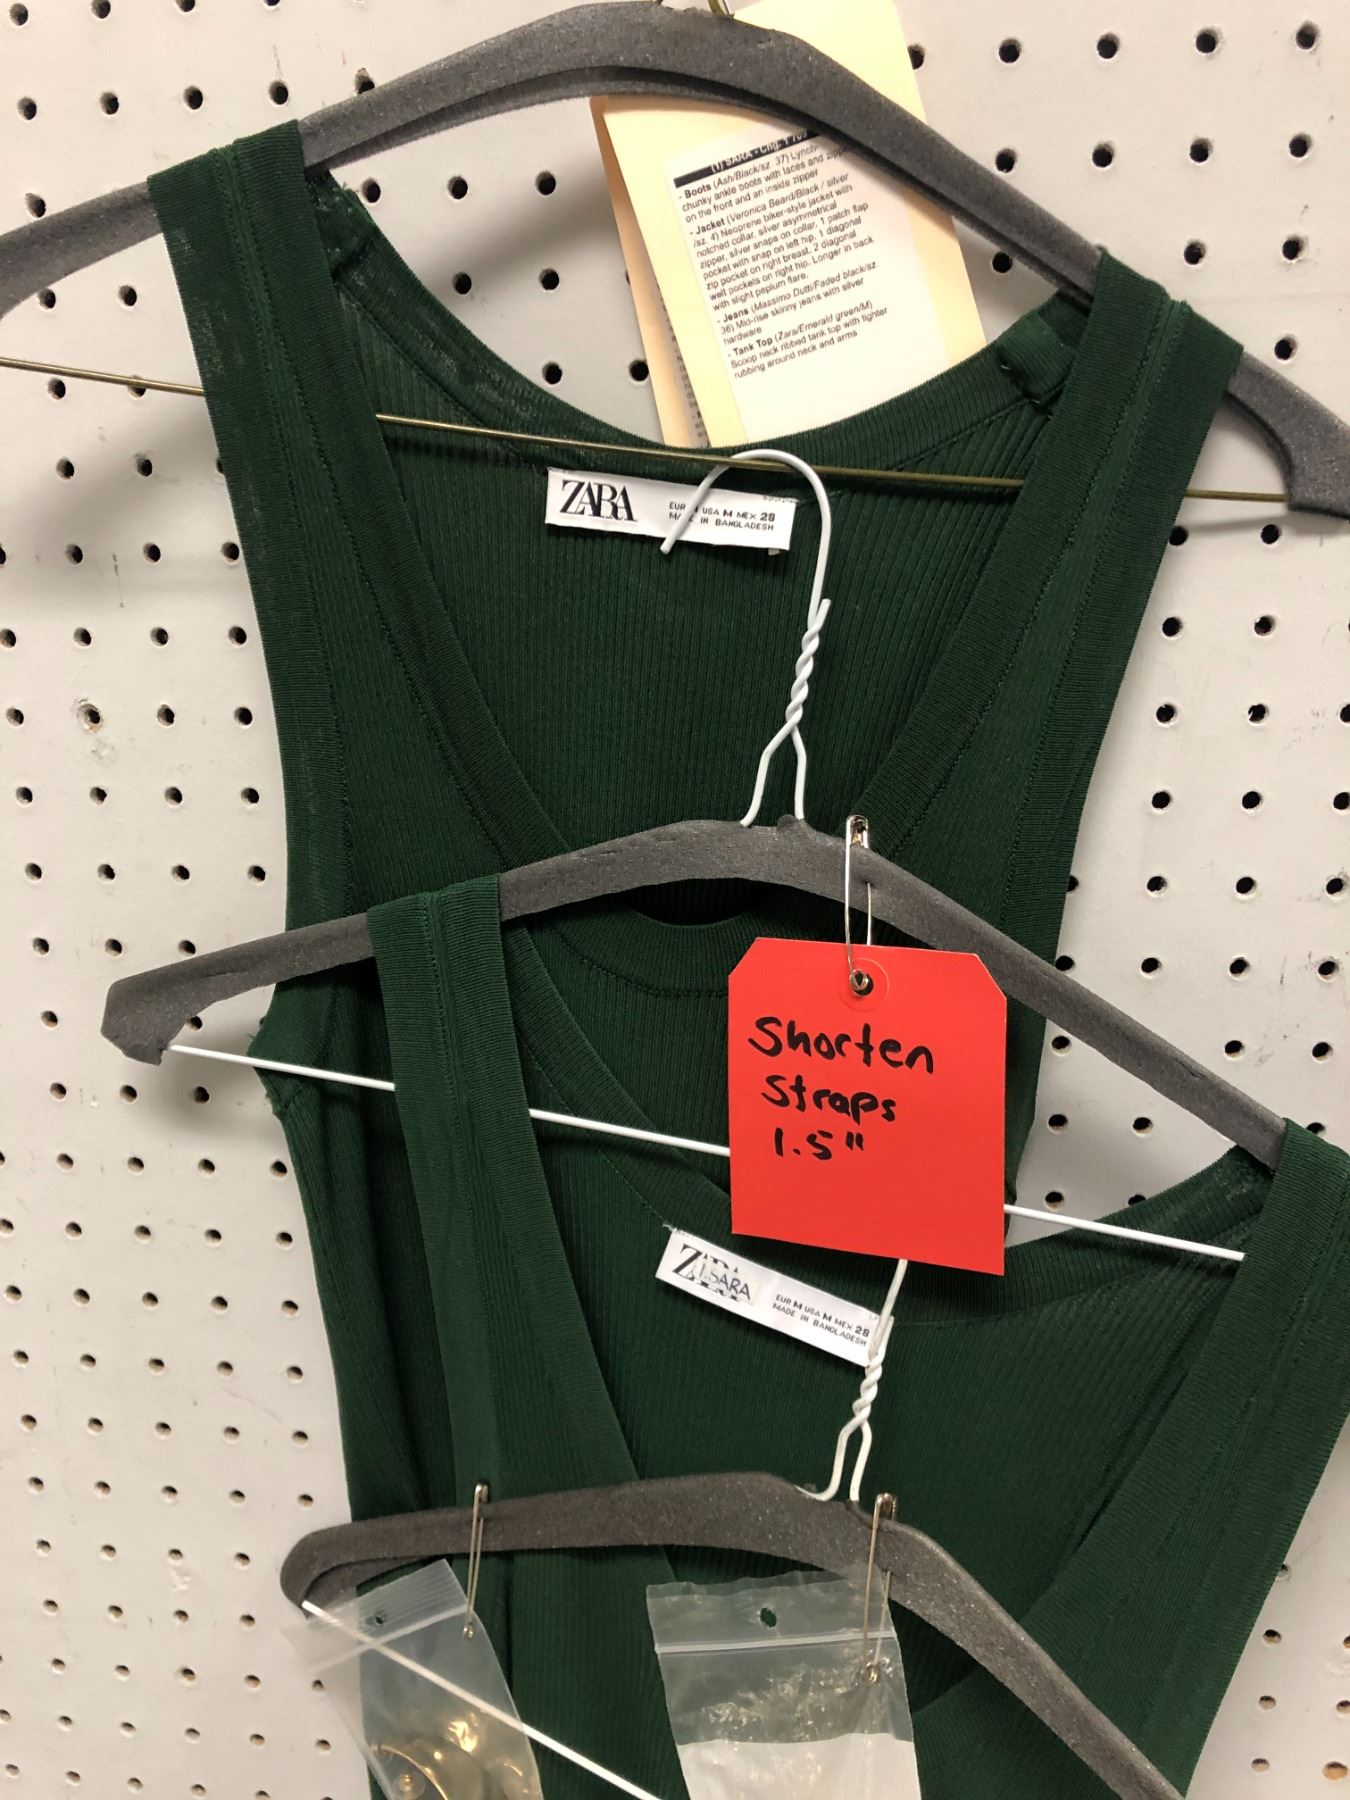 (1) SARA - Chg. 1
- Boots (Ash/Black/sz. 37) Lynch-
chunky ankle boots with laces and zipp
on the front and an inside zipper
- Jacket (Veronica Beard/Black / silver
/sz. 4) Neoprene biker-style jacket with
notched collar, silver asymmetrical
zipper, silver snaps on collar, 1 patch flap
pocket with snap on left hip, 1 diagonal
zip pocket on right breast, 2 diagonal
welt pockets on right hip. Longer in back
with slight peplum flare.
- Jeans (Massimo Dutti/Faded black/sz.
36) Mid-rise skinny jeans with silver
hardware
- Tank Top (Zara/Emerald green/M)
Scoop neck ribbed tank top with tighter
rubbing around neck and arms
ZARA
EUR M USA M MEX 28
MADE IN BANGLADESH
Shorten
Straps
1.5"
1.SARA
EUR M USA M MEX 28
MADE IN BANGLADESH